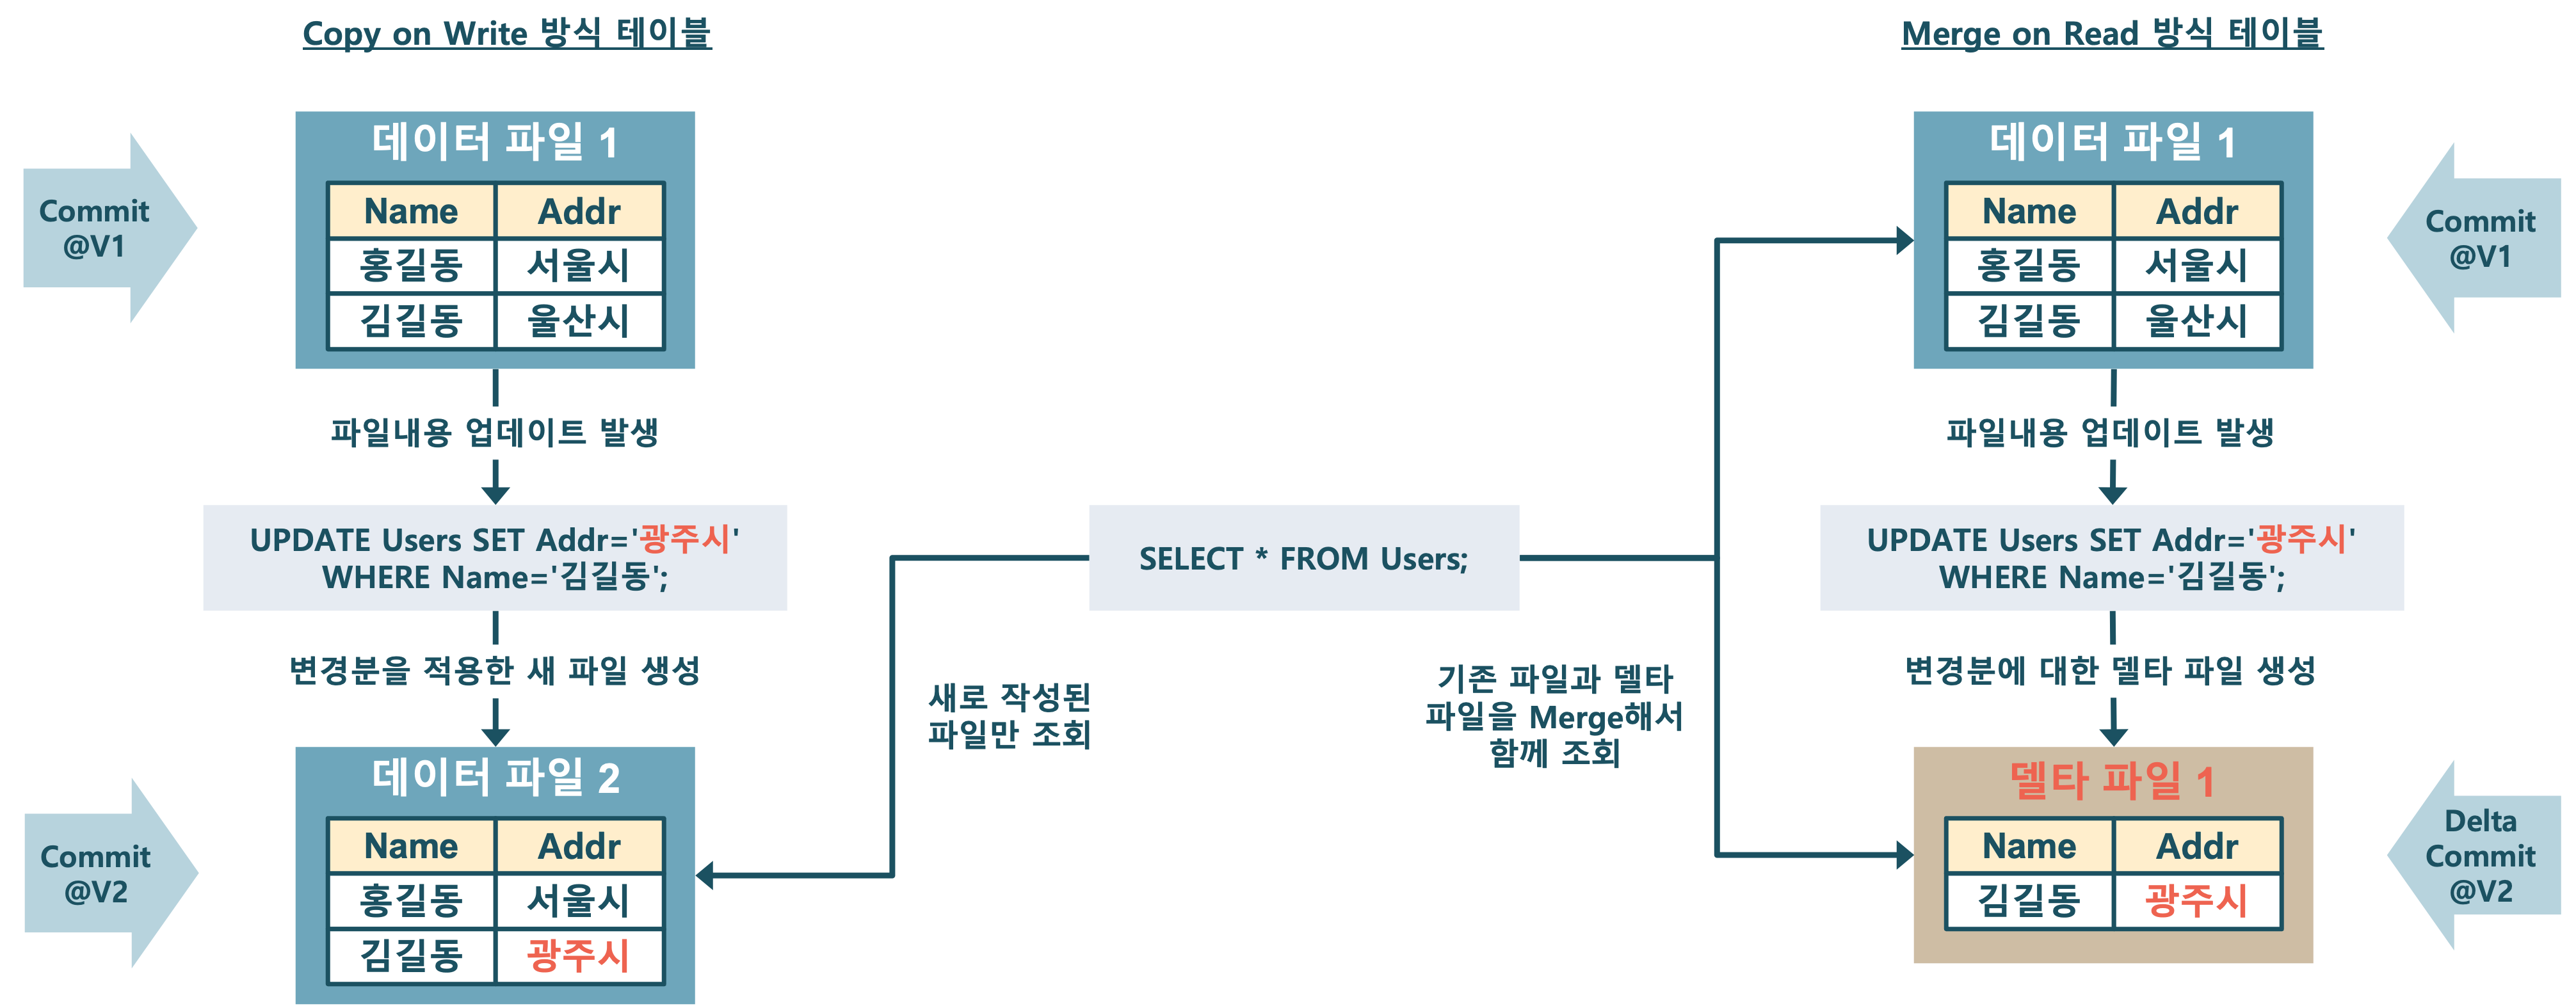 Copy on Write 방식 테이블
Commit
@V1
데이터 파일 1
Name Addr
홍길동 서울시
김길동 울산시
파일내용 업데이트 발생
UPDATE Users SET Addr='광주시'
WHERE Name='김길동';
변경분을 적용한 새 파일 생성
Commit
@V2
데이터 파일 2
Name Addr
홍길동 서울시
김길동 광주시
SELECT * FROM Users;
새로 작성된
파일만 조회
기존 파일과 델타
파일을 Merge해서
함께 조회
Merge on Read 방식 테이블
데이터 파일 1
Name Addr
홍길동 서울시
김길동 울산시
Commit
@V1
파일내용 업데이트 발생
UPDATE Users SET Addr='광주시'
WHERE Name='김길동';
변경분에 대한 델타 파일 생성
델타 파일 1
Name Addr
김길동 광주시
Delta
Commit
@V2